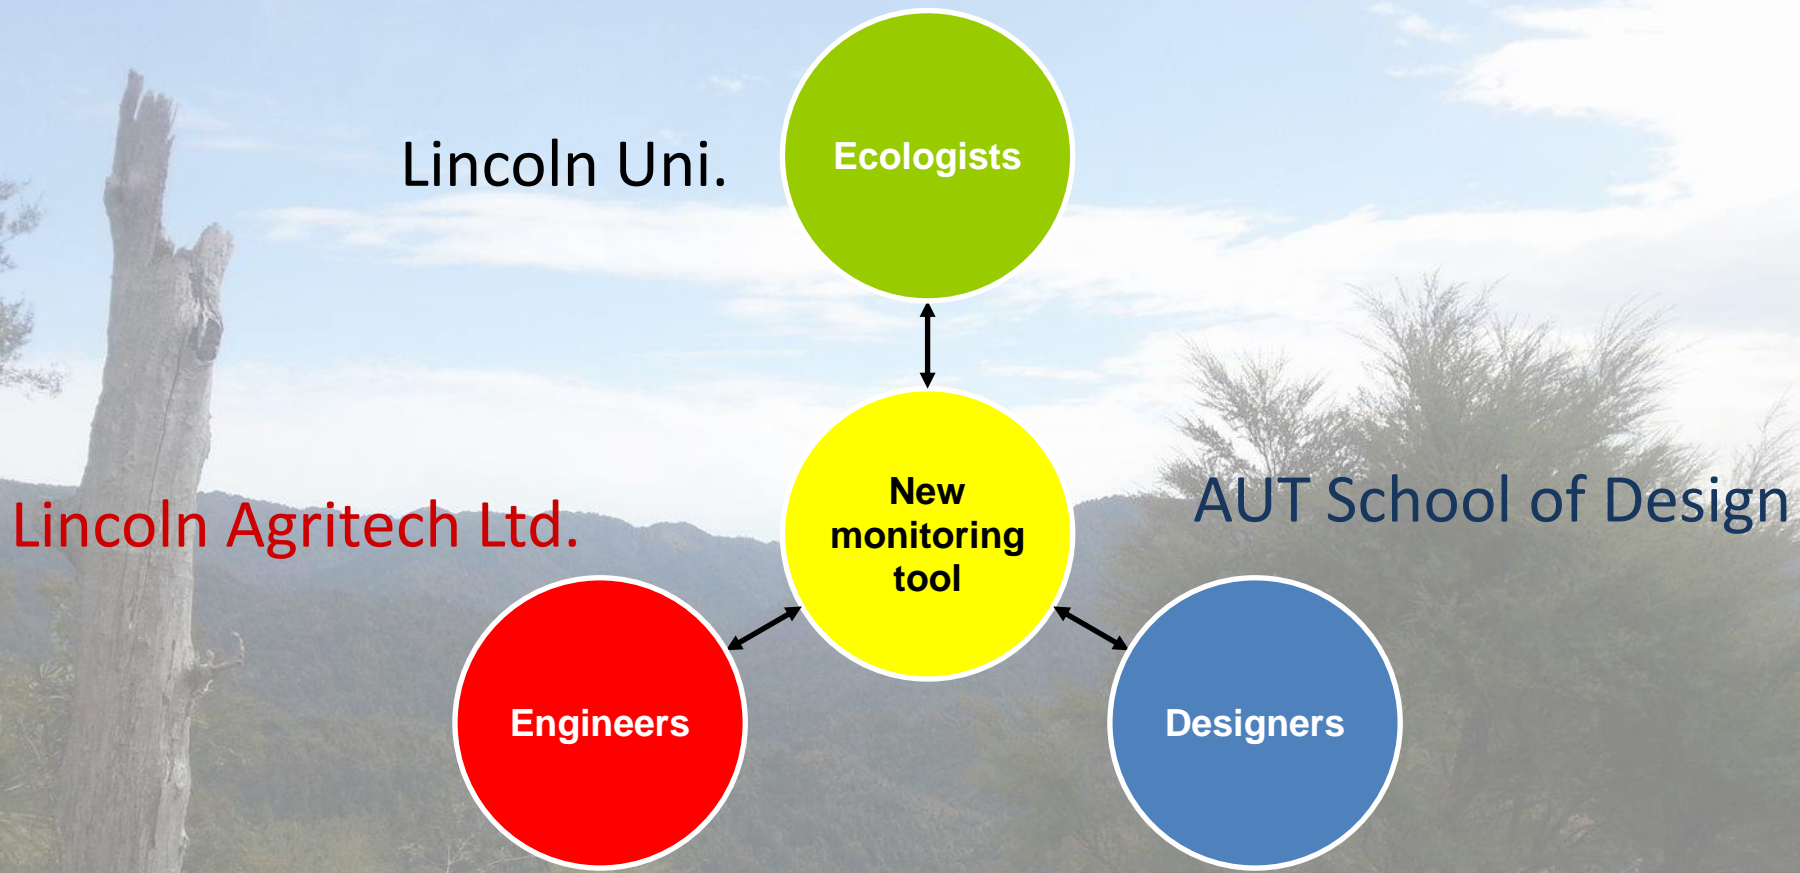 Lincoln Uni.
Ecologists
New
monitoring
tool
Lincoln Agritech Ltd.
AUT School of Design
Engineers
Designers